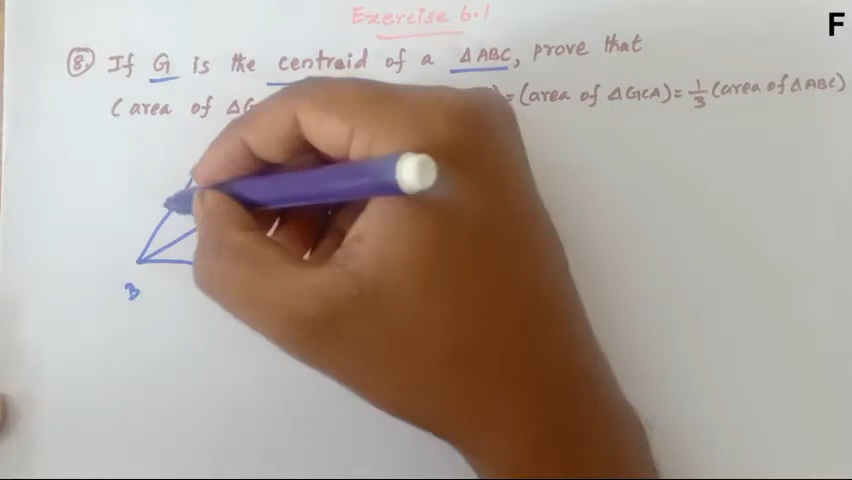 Exercise 6.1
F
8. If G is the centraid of a ΔABC, prove that
(area of ΔG ) = (area of ΔGCA) = 1/3 (area of ΔABC)
B